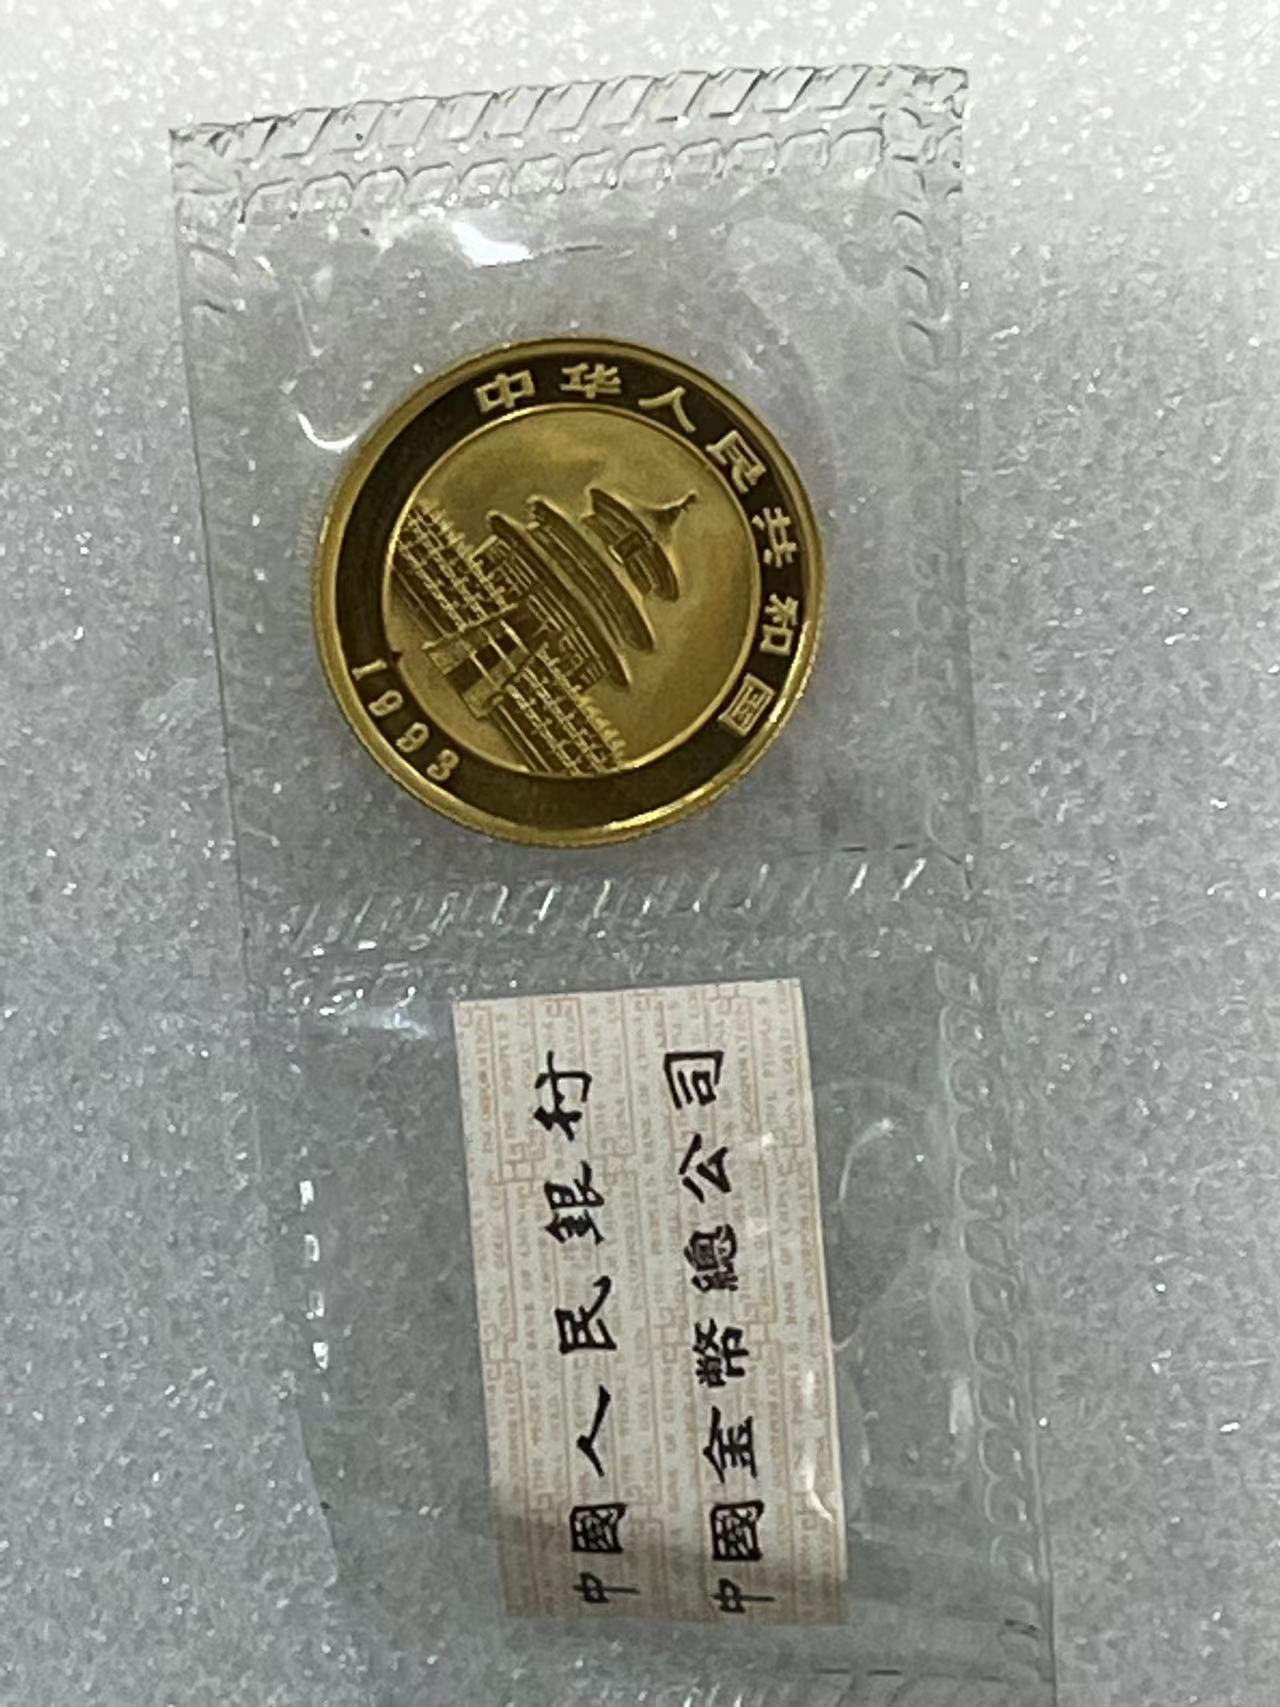 中华人民共和国
1993
中國人民銀行
中國金幣總公司